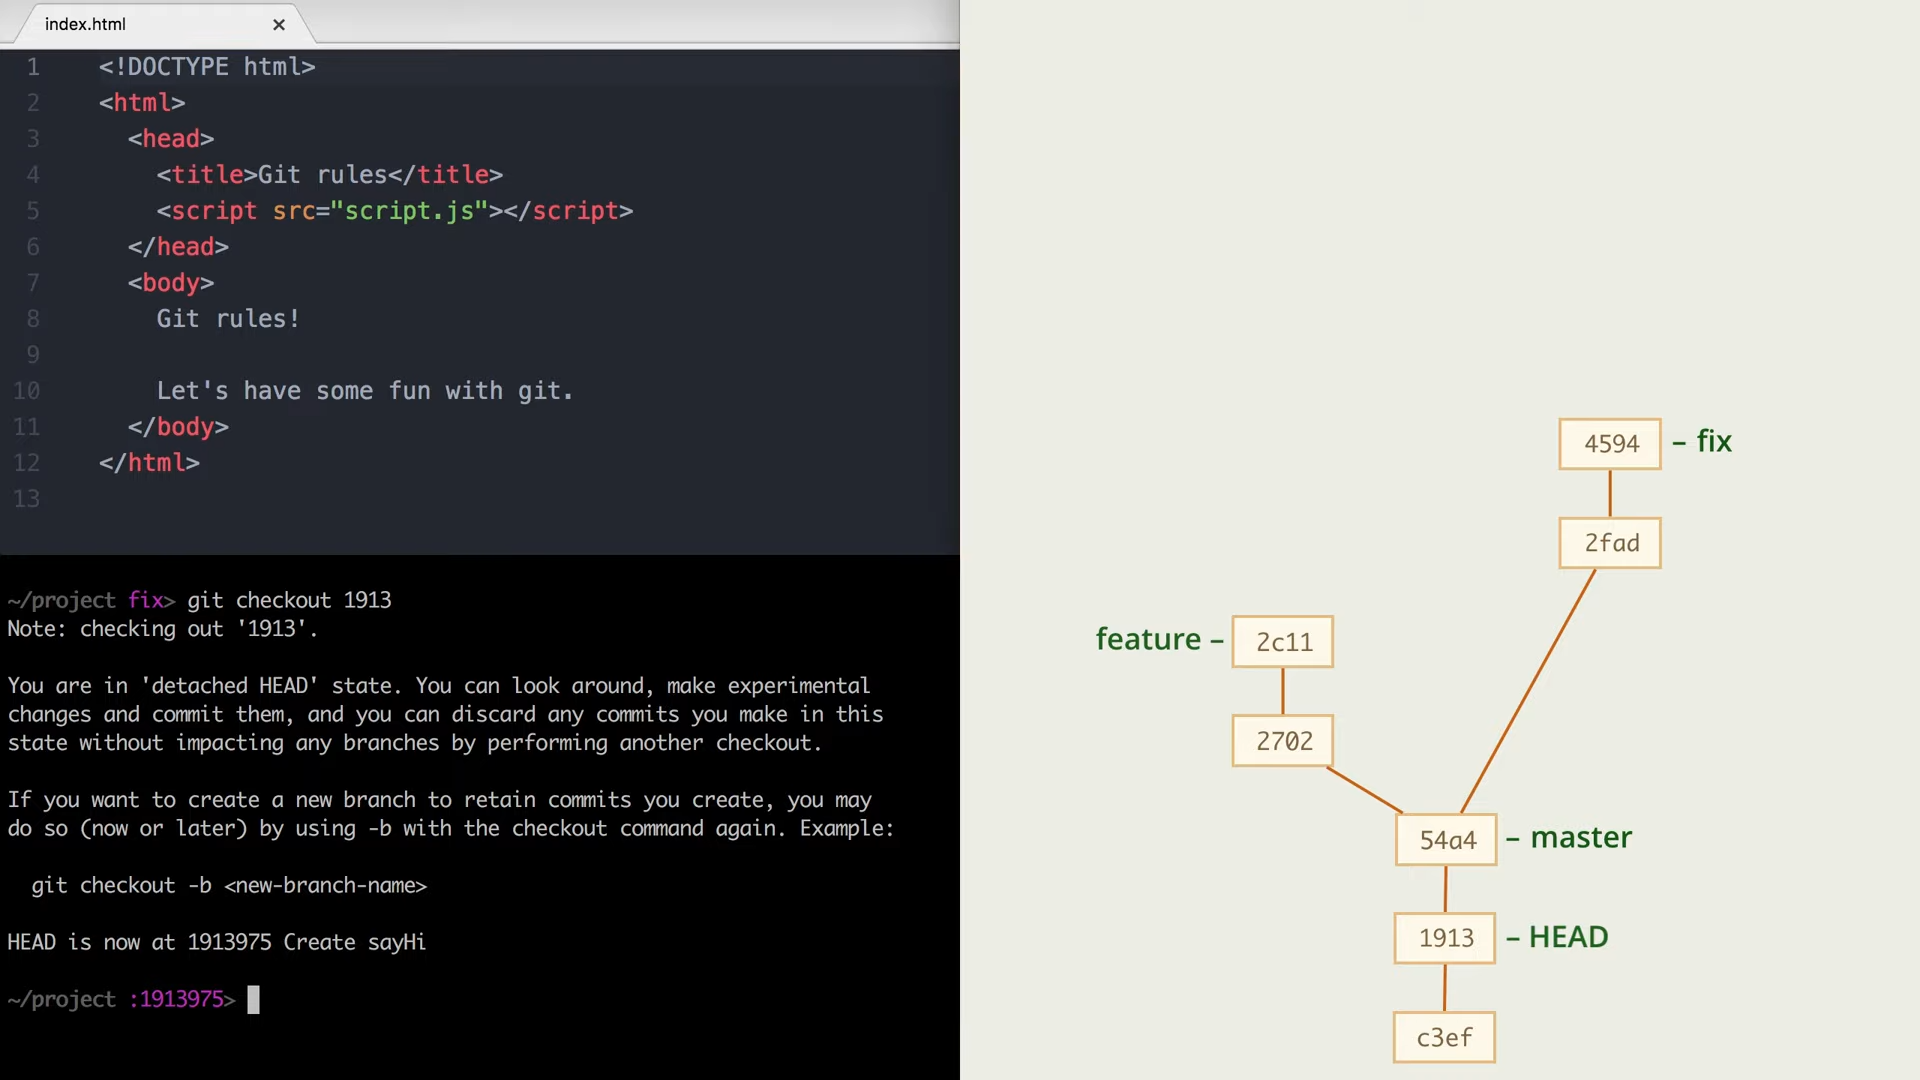 index.html ×
1 <!DOCTYPE html>
2 <html>
3 <head>
4 <title>Git rules</title>
5 <script src="script.js"></script>
6 </head>
7 <body>
8 Git rules!
9
10 Let's have some fun with git.
11 </body>
12 </html>
13
~/project fix> git checkout 1913
Note: checking out '1913'.
You are in 'detached HEAD' state. You can look around, make experimental
changes and commit them, and you can discard any commits you make in this
state without impacting any branches by performing another checkout.
If you want to create a new branch to retain commits you create, you may
do so (now or later) by using -b with the checkout command again. Example:
git checkout -b <new-branch-name>
HEAD is now at 1913975 Create sayHi
~/project :1913975>
4594 – fix
2fad
feature – 2c11
2702
54a4 – master
1913 – HEAD
c3ef